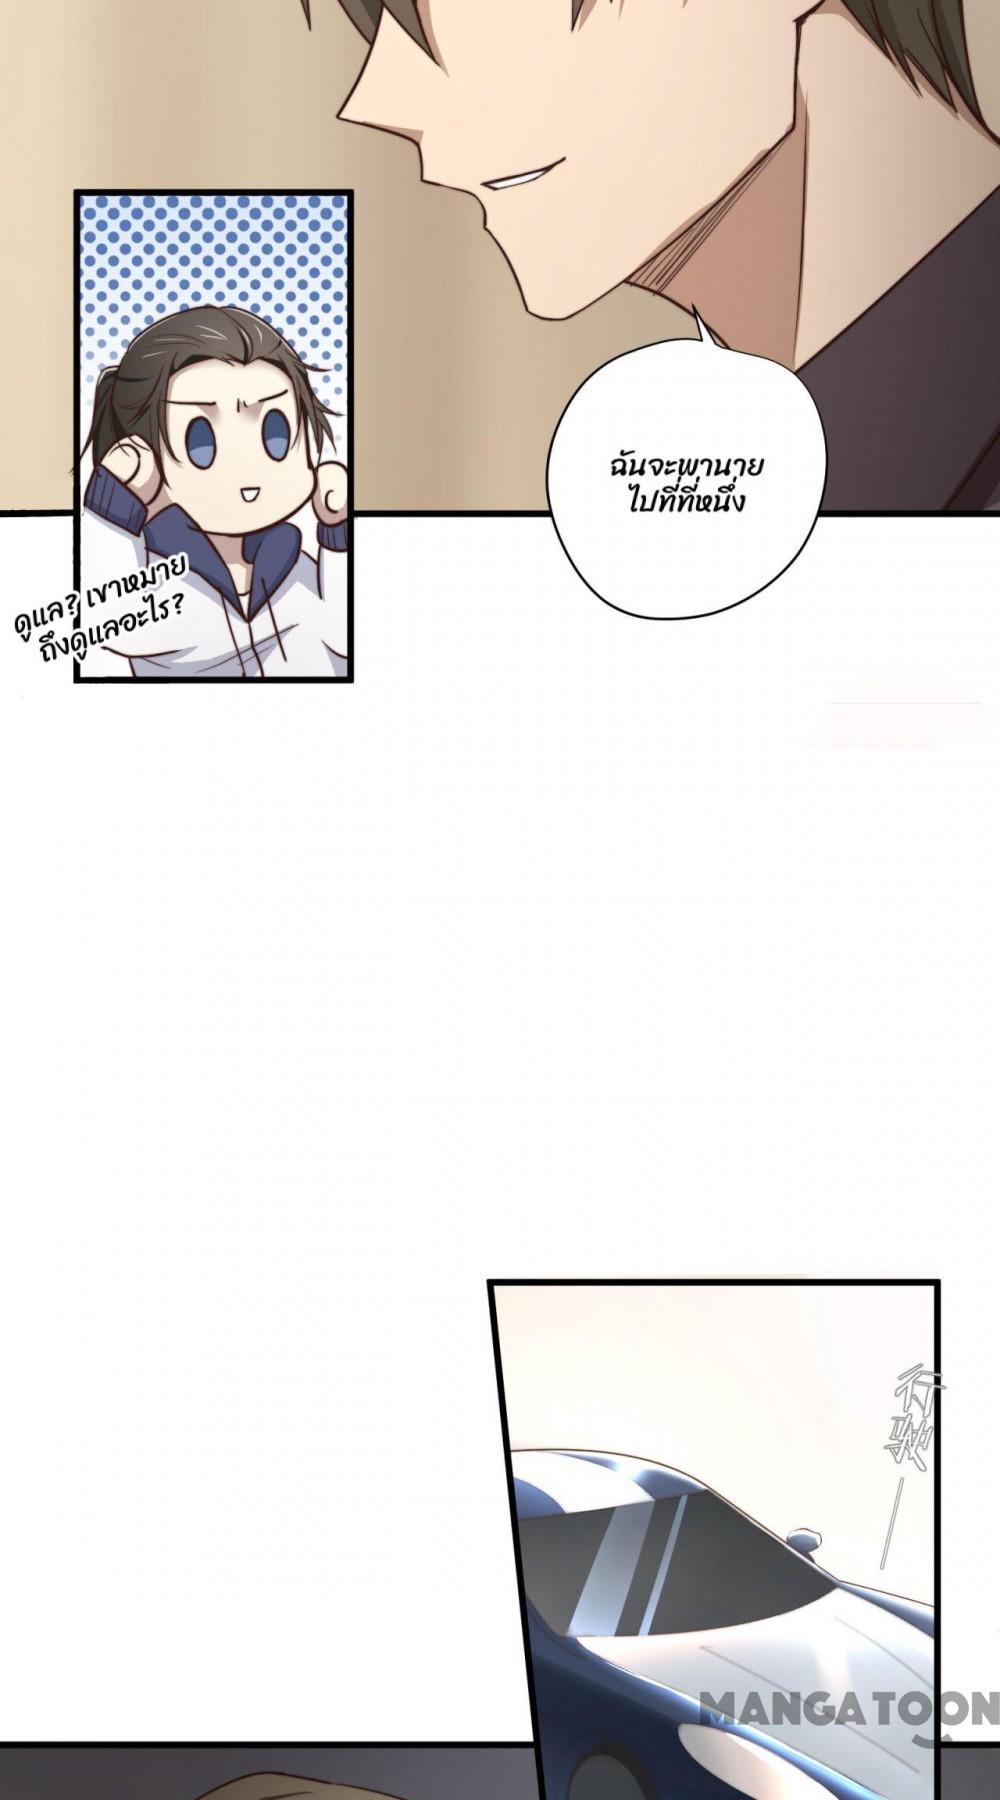 ฉันจะพานาย
ไปที่ที่หนึ่ง
ดูแล? เขาหมาย
ถึงดูแลอะไร?
行驶——
MANGATOON